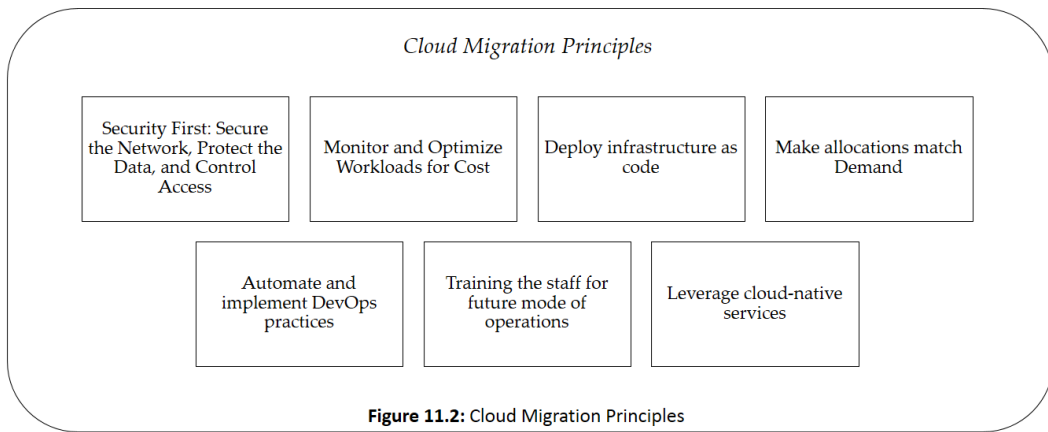 Cloud Migration Principles
Security First: Secure
the Network, Protect the
Data, and Control
Access
Monitor and Optimize
Workloads for Cost
Deploy infrastructure as
code
Make allocations match
Demand
Automate and
implement DevOps
practices
Training the staff for
future mode of
operations
Leverage cloud-native
services
Figure 11.2: Cloud Migration Principles